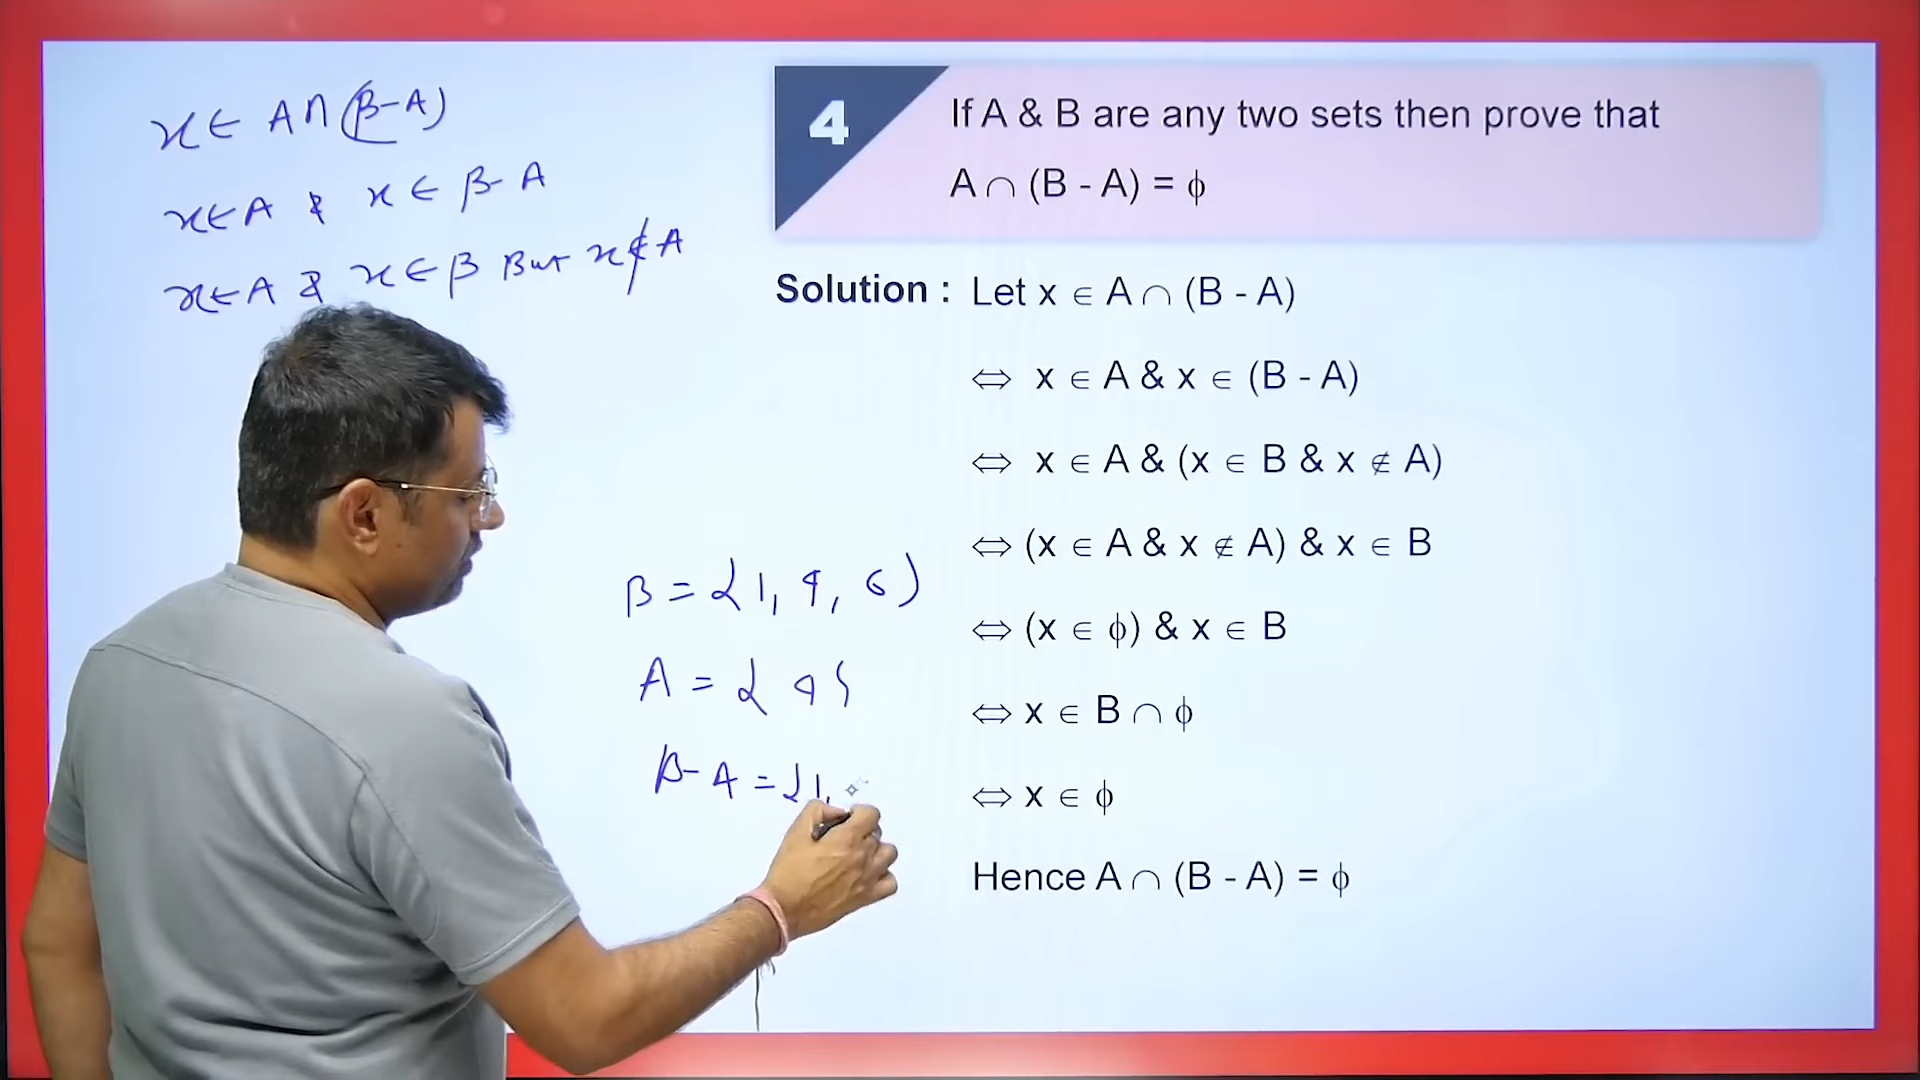 x ∈ A ∩ (B - A)
x ∈ A & x ∈ B - A
x ∈ A & x ∈ B But x ∉ A
B = {1, 4, 6}
A = {4}
B - A = {1,
4
If A & B are any two sets then prove that
A ∩ (B - A) = ϕ
Solution : Let x ∈ A ∩ (B - A)
⇔ x ∈ A & x ∈ (B - A)
⇔ x ∈ A & (x ∈ B & x ∉ A)
⇔ (x ∈ A & x ∉ A) & x ∈ B
⇔ (x ∈ ϕ) & x ∈ B
⇔ x ∈ B ∩ ϕ
⇔ x ∈ ϕ
Hence A ∩ (B - A) = ϕ